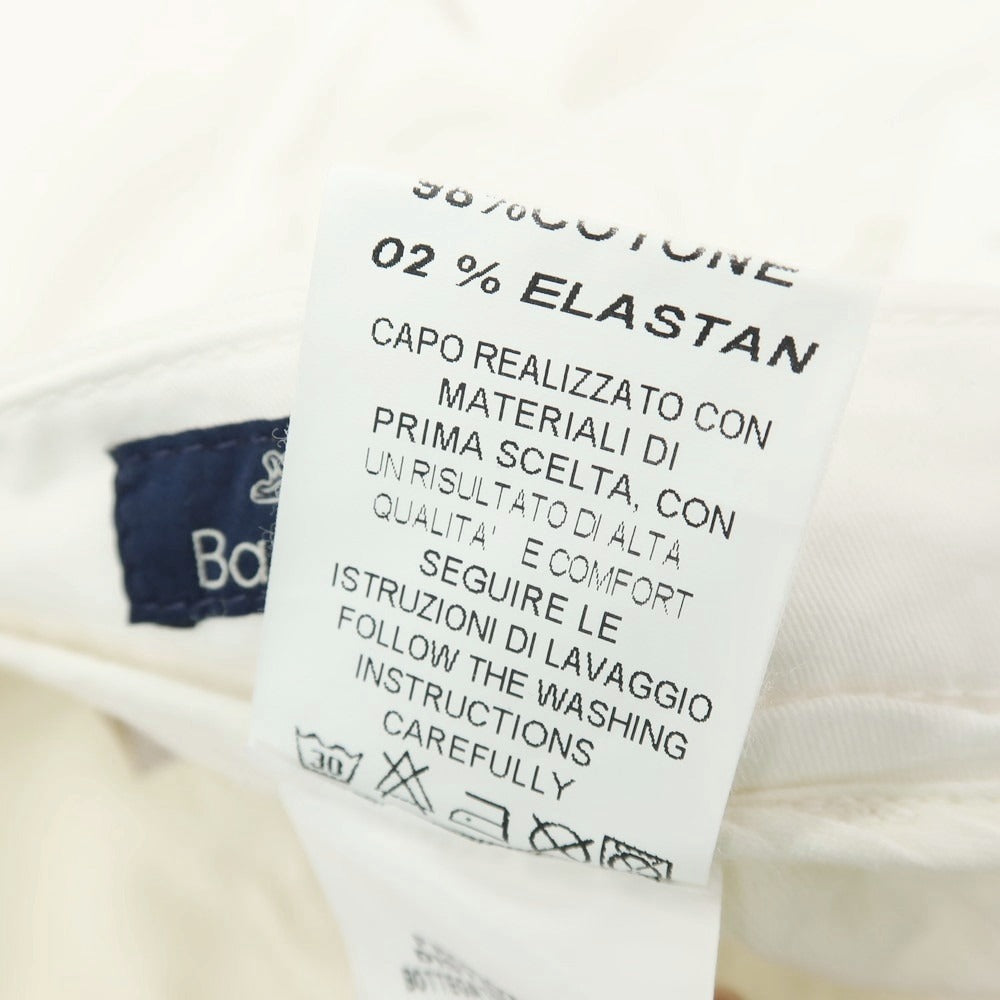 98%COTONE
02 % ELASTAN
CAPO REALIZZATO CON
MATERIALI DI
PRIMA SCELTA, CON
UN RISULTATO DI ALTA
QUALITA' E COMFORT
SEGUIRE LE
ISTRUZIONI DI LAVAGGIO
FOLLOW THE WASHING
INSTRUCTIONS
CAREFULLY
30
Ba